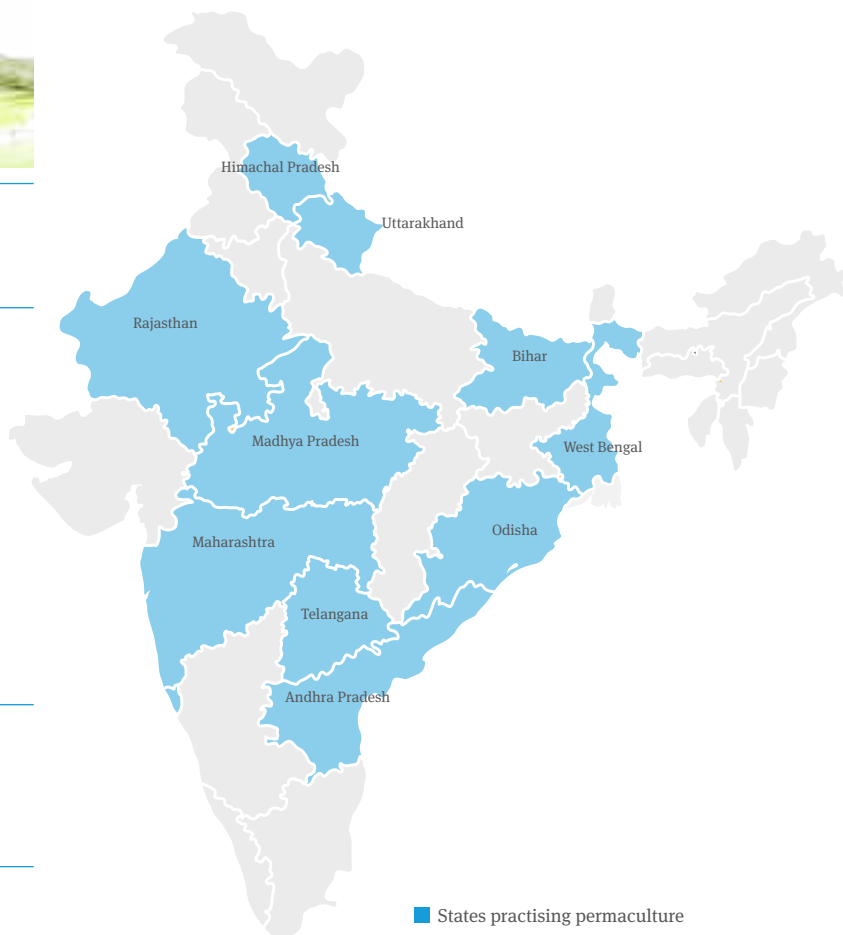 Himachal Pradesh
Uttarakhand
Rajasthan
Bihar
Madhya Pradesh
West Bengal
Odisha
Maharashtra
Telangana
Andhra Pradesh
States practising permaculture